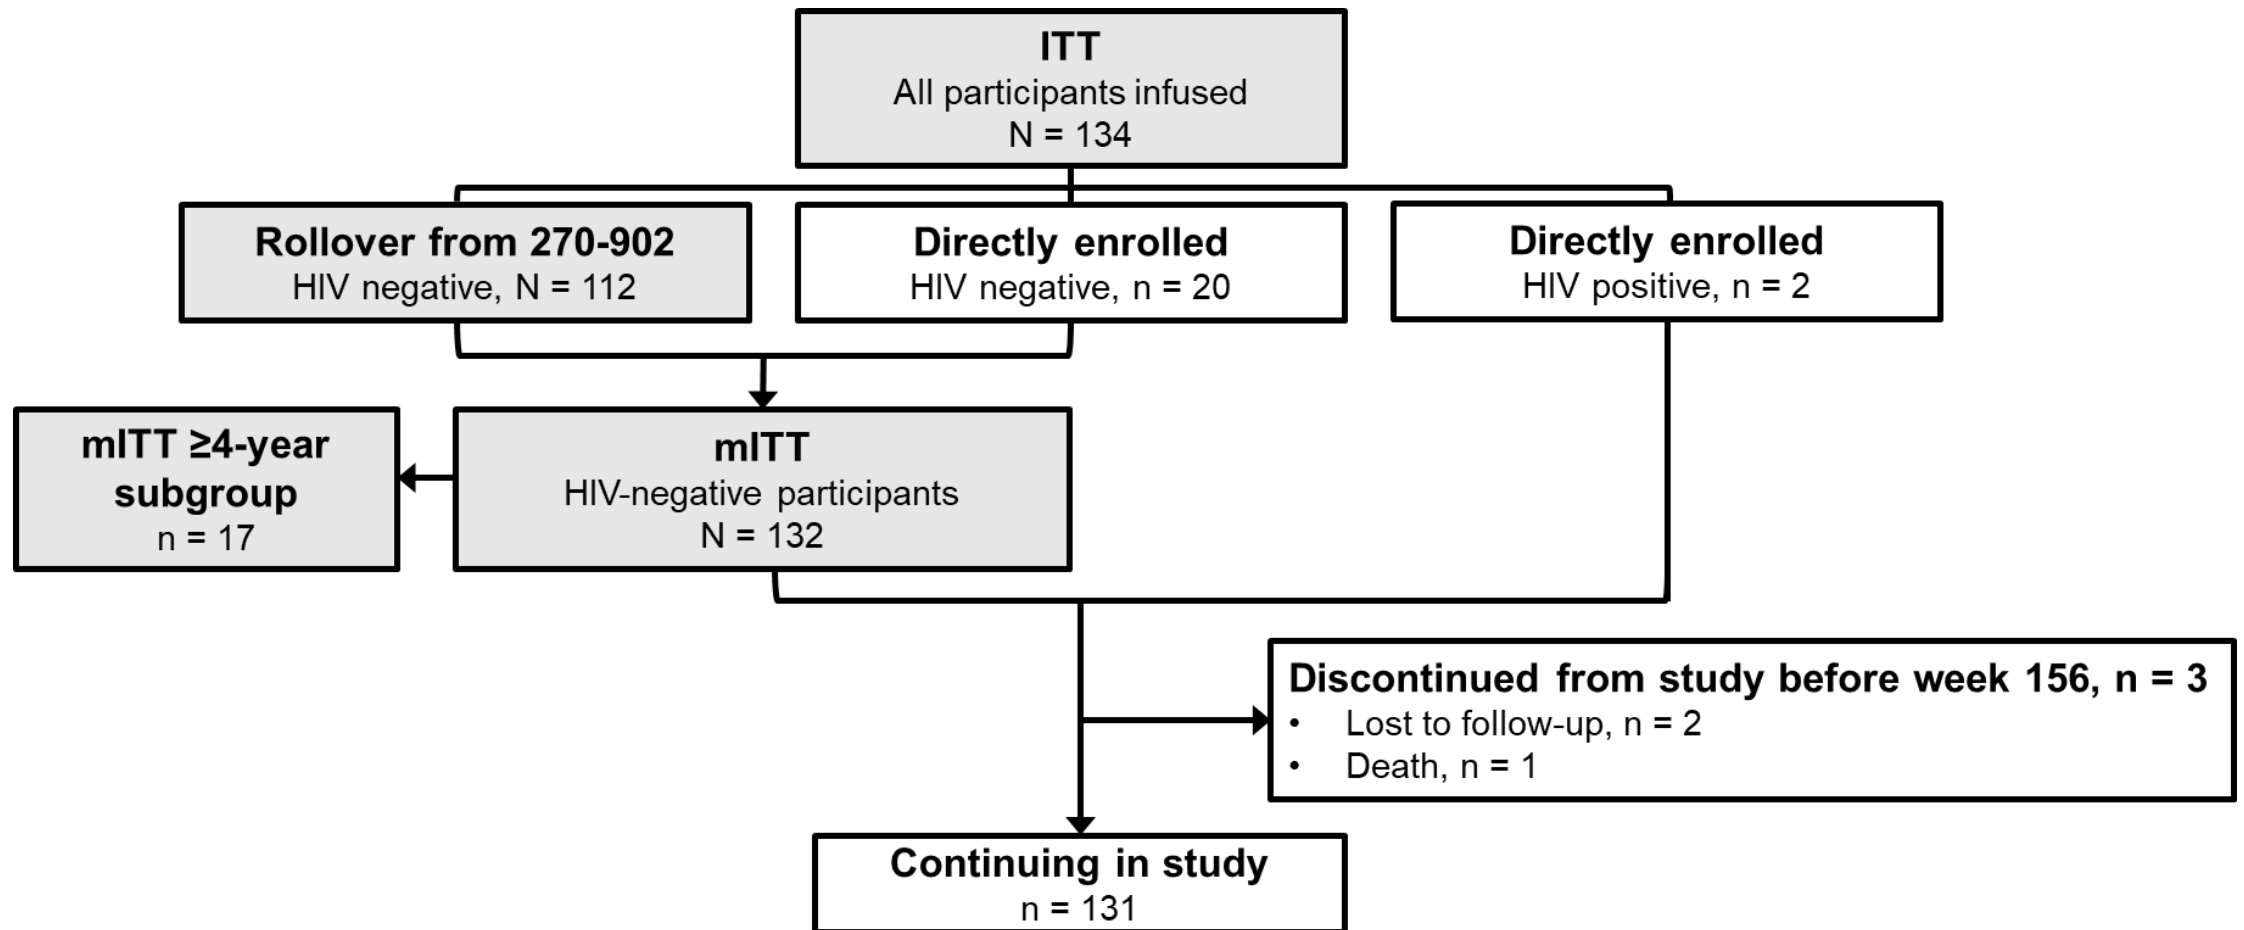 ITT
All participants infused
N = 134
Rollover from 270-902
HIV negative, N = 112
Directly enrolled
HIV negative, n = 20
Directly enrolled
HIV positive, n = 2
mITT ≥4-year
subgroup
n = 17
mITT
HIV-negative participants
N = 132
Discontinued from study before week 156, n = 3
• Lost to follow-up, n = 2
• Death, n = 1
Continuing in study
n = 131